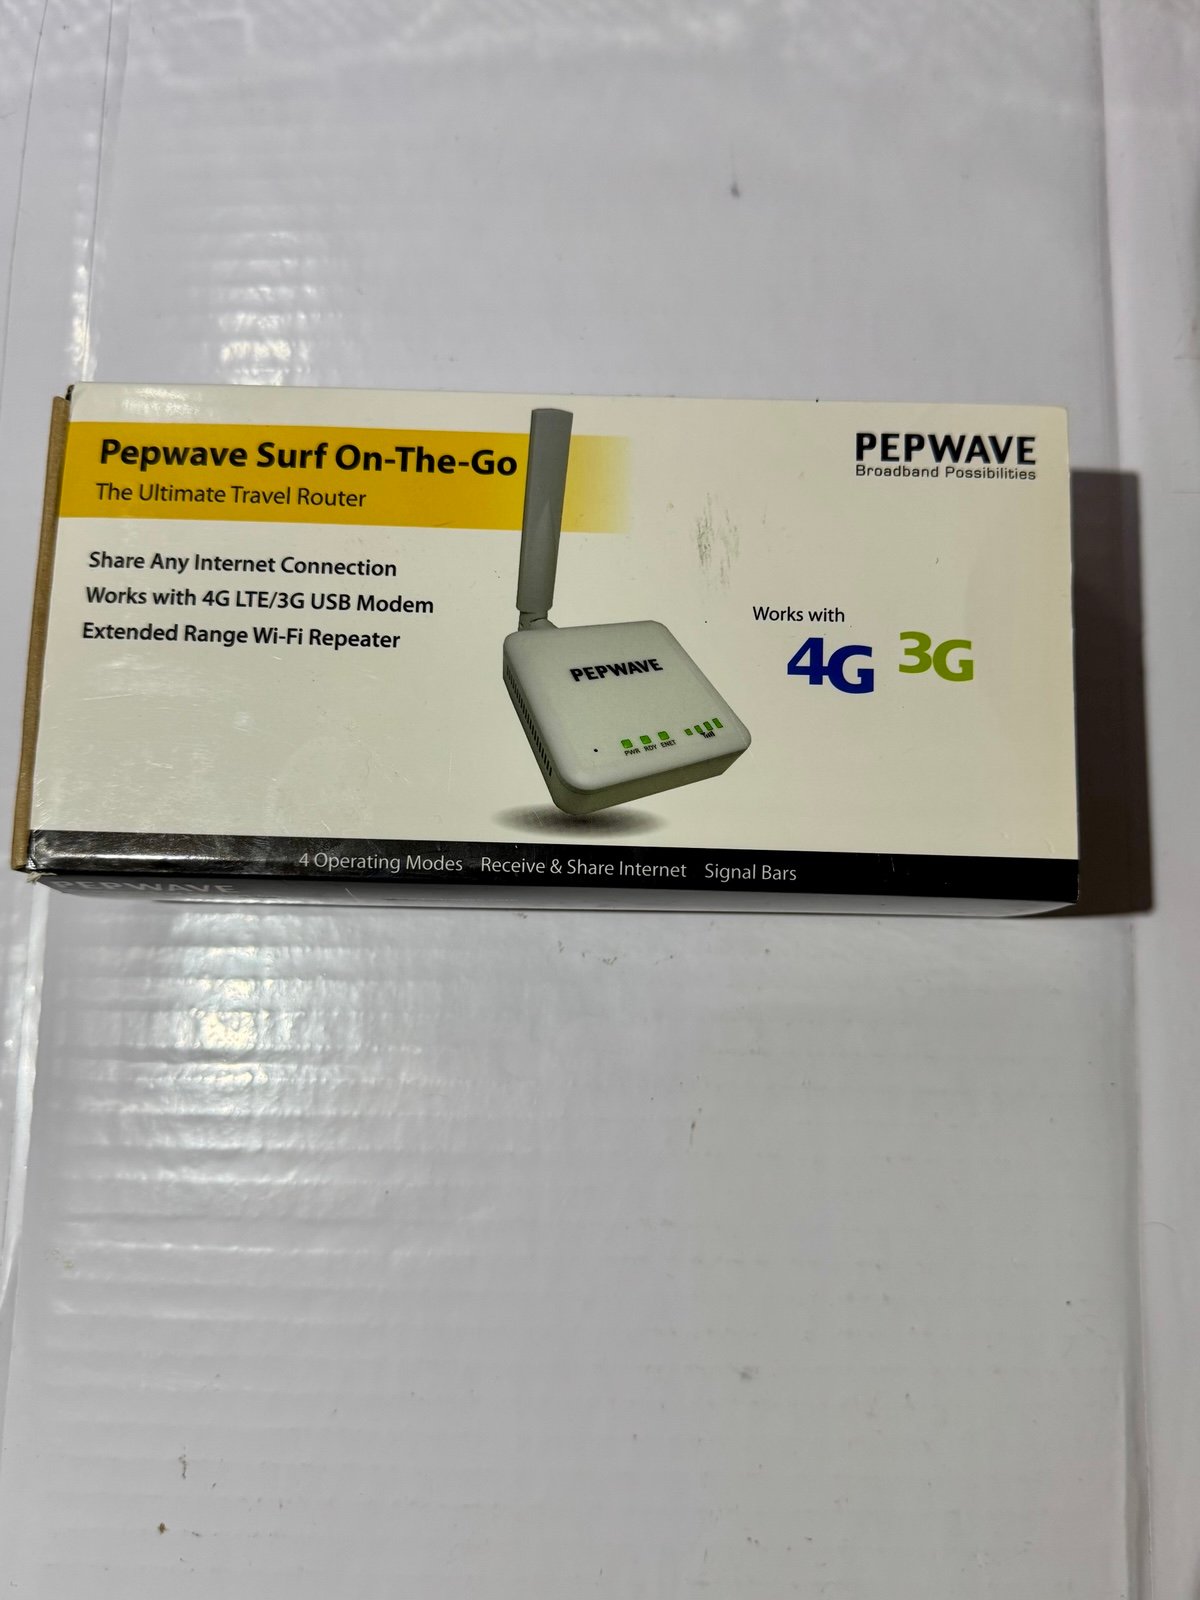 Pepwave Surf On-The-Go
The Ultimate Travel Router
PEPWAVE
Broadband Possibilities
Share Any Internet Connection
Works with 4G LTE/3G USB Modem
Extended Range Wi-Fi Repeater
Works with
4G 3G
PEPWAVE
PWR RDY ENET
4 Operating Modes Receive & Share Internet Signal Bars
PEPWAVE